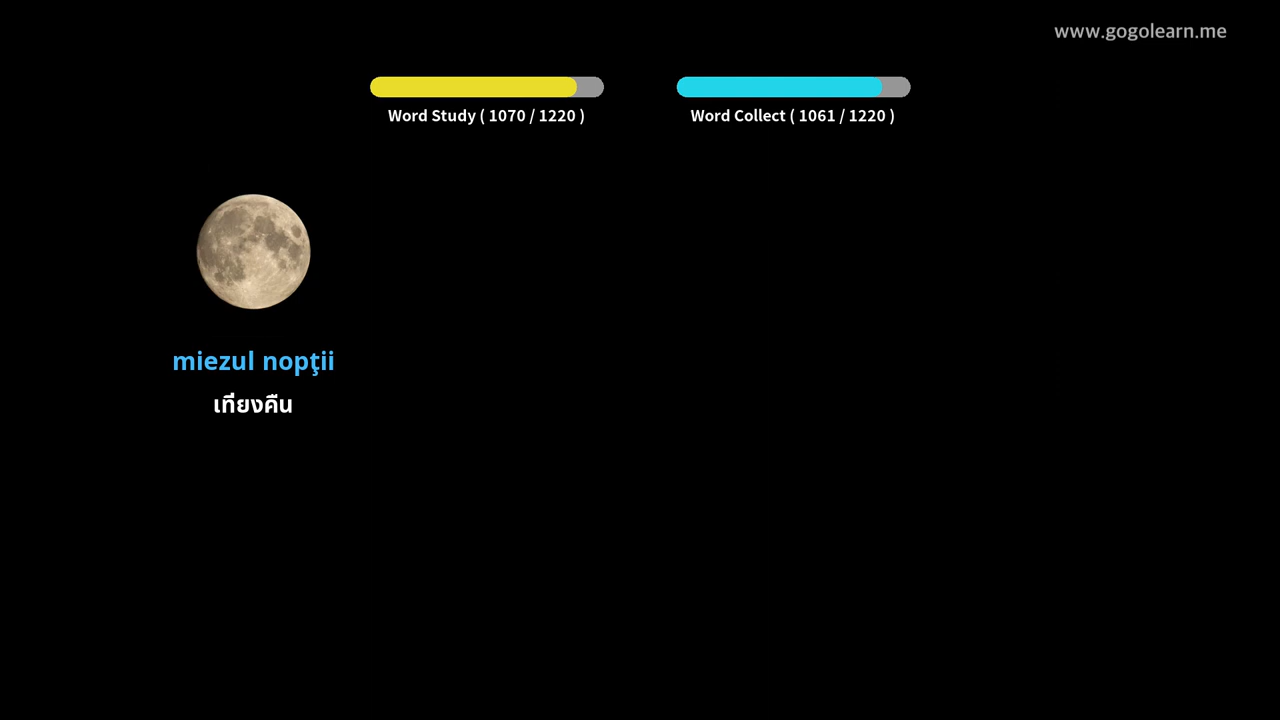 www.gogolearn.me
Word Study ( 1070 / 1220 )
Word Collect ( 1061 / 1220 )
miezul nopţii
เที่ยงคืน